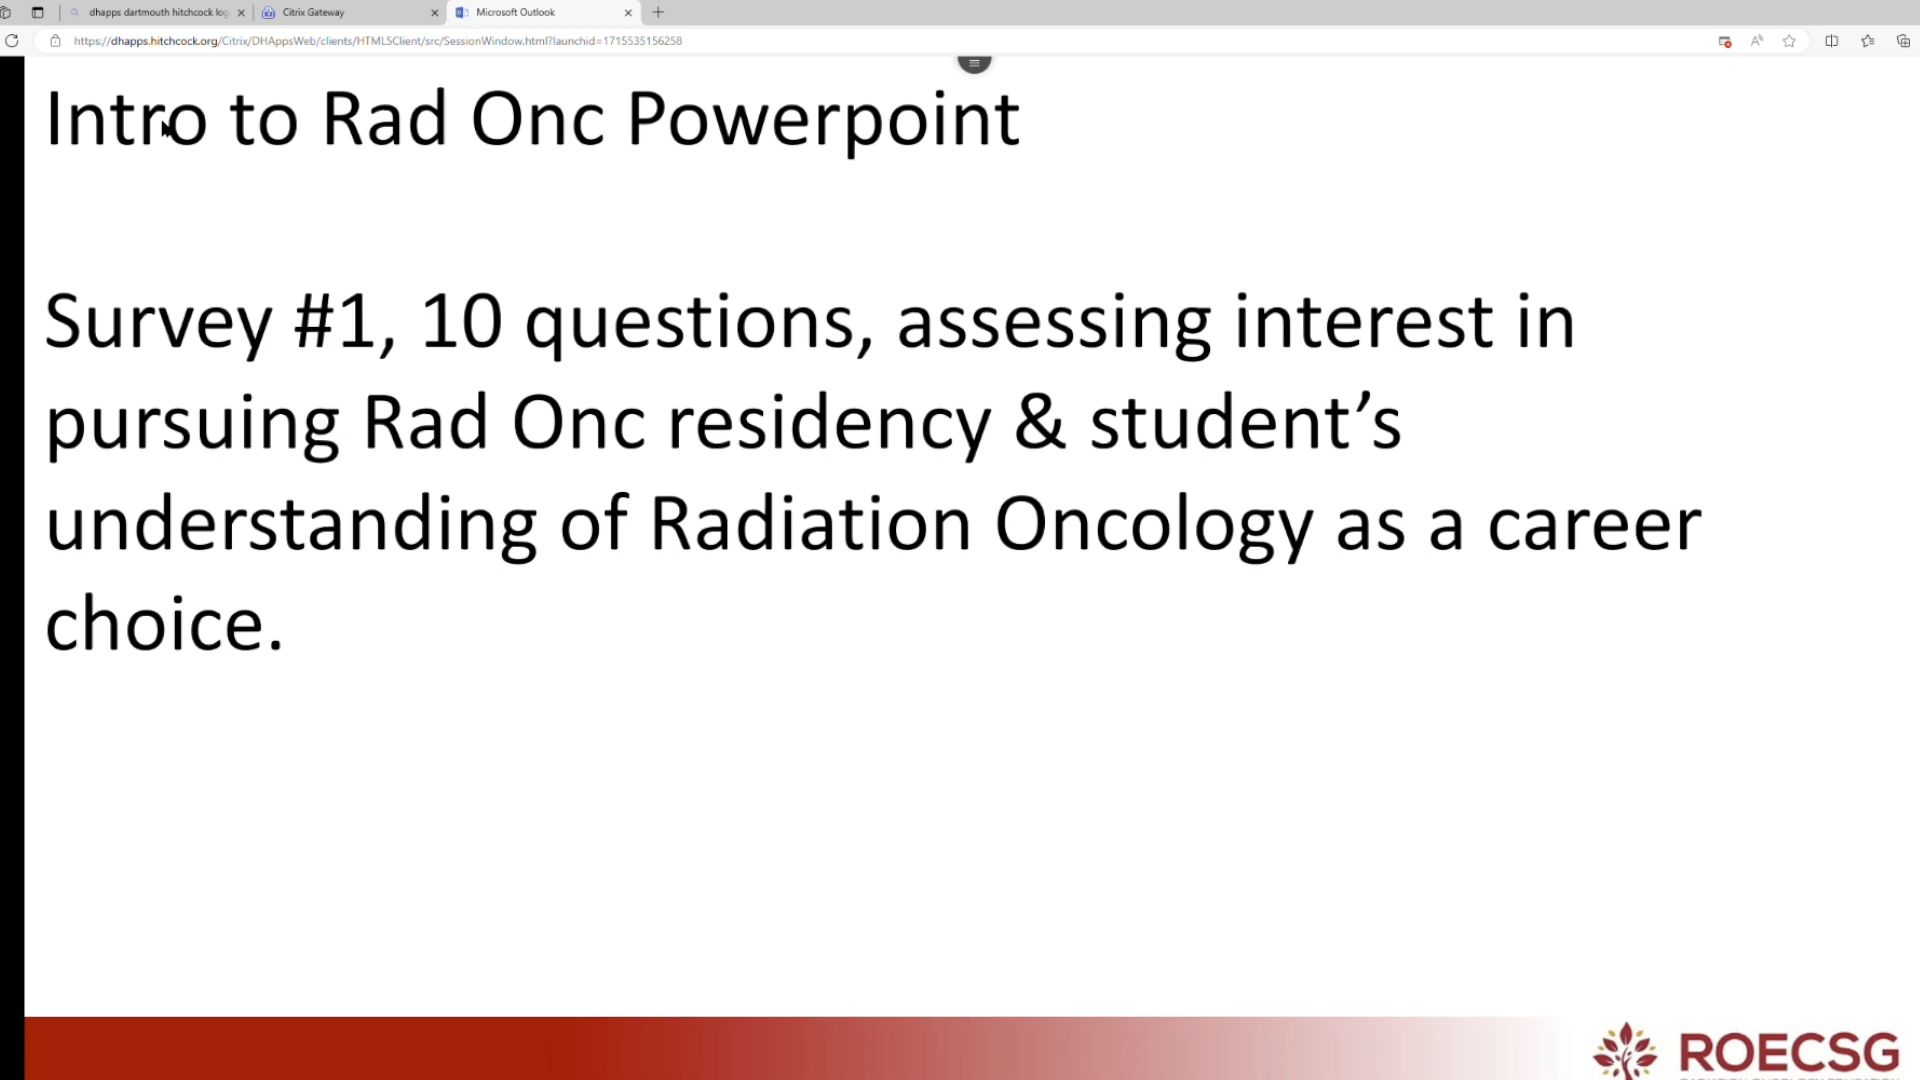 dhapps dartmouth hitchcock log
Citrix Gateway
Microsoft Outlook
https://dhapps.hitchcock.org/Citrix/DHAppsWeb/clients/HTML5Client/src/SessionWindow.html?launchid=1715535156258
Intro to Rad Onc Powerpoint
Survey #1, 10 questions, assessing interest in
pursuing Rad Onc residency & student’s
understanding of Radiation Oncology as a career
choice.
ROECSG